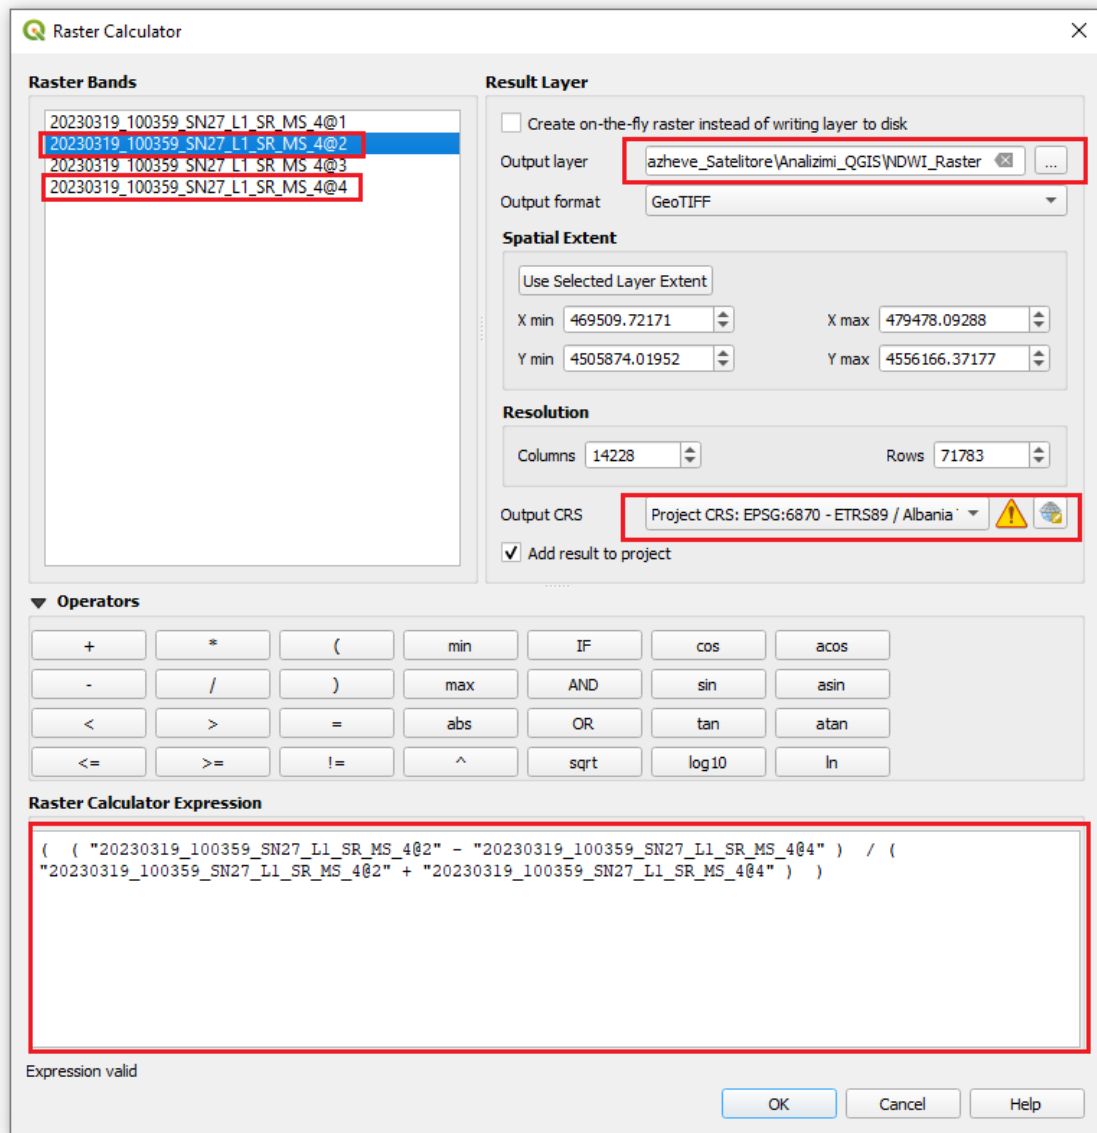 Raster Calculator
Raster Bands
20230319_100359_SN27_L1_SR_MS_4@1
20230319_100359_SN27_L1_SR_MS_4@2
20230319_100359_SN27_L1_SR_MS_4@3
20230319_100359_SN27_L1_SR_MS_4@4
Result Layer
Create on-the-fly raster instead of writing layer to disk
Output layer azheve_Satelitore\Analizimi_QGIS\NDWI_Raster ...
Output format GeoTIFF
Spatial Extent
Use Selected Layer Extent
X min 469509.72171 X max 479478.09288
Y min 4505874.01952 Y max 4556166.37177
Resolution
Columns 14228 Rows 71783
Output CRS Project CRS: EPSG:6870 - ETRS89 / Albania
Add result to project
Operators
+ * ( min IF cos acos
- / ) max AND sin asin
< > = abs OR tan atan
<= >= != ^ sqrt log10 ln
Raster Calculator Expression
( ( "20230319_100359_SN27_L1_SR_MS_4@2" - "20230319_100359_SN27_L1_SR_MS_4@4" ) / (
"20230319_100359_SN27_L1_SR_MS_4@2" + "20230319_100359_SN27_L1_SR_MS_4@4" ) )
Expression valid
OK Cancel Help